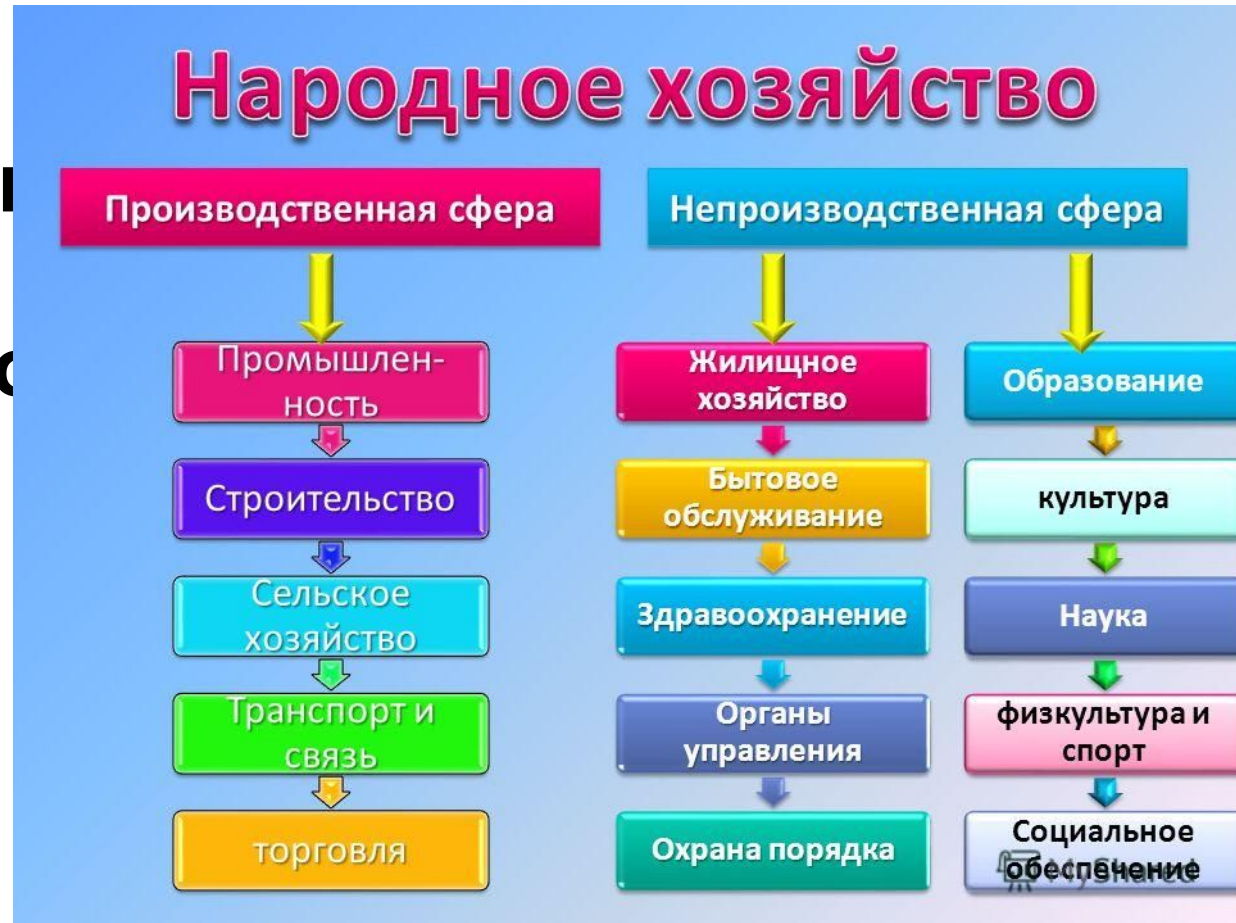 Народное хозяйство
Производственная сфера
Непроизводственная сфера
Промышлен-
ность
Строительство
Сельское
хозяйство
Транспорт и
связь
торговля
Жилищное
хозяйство
Бытовое
обслуживание
Здравоохранение
Органы
управления
Охрана порядка
Образование
культура
Наука
физкультура и
спорт
Социальное
обеспечение
MyShared